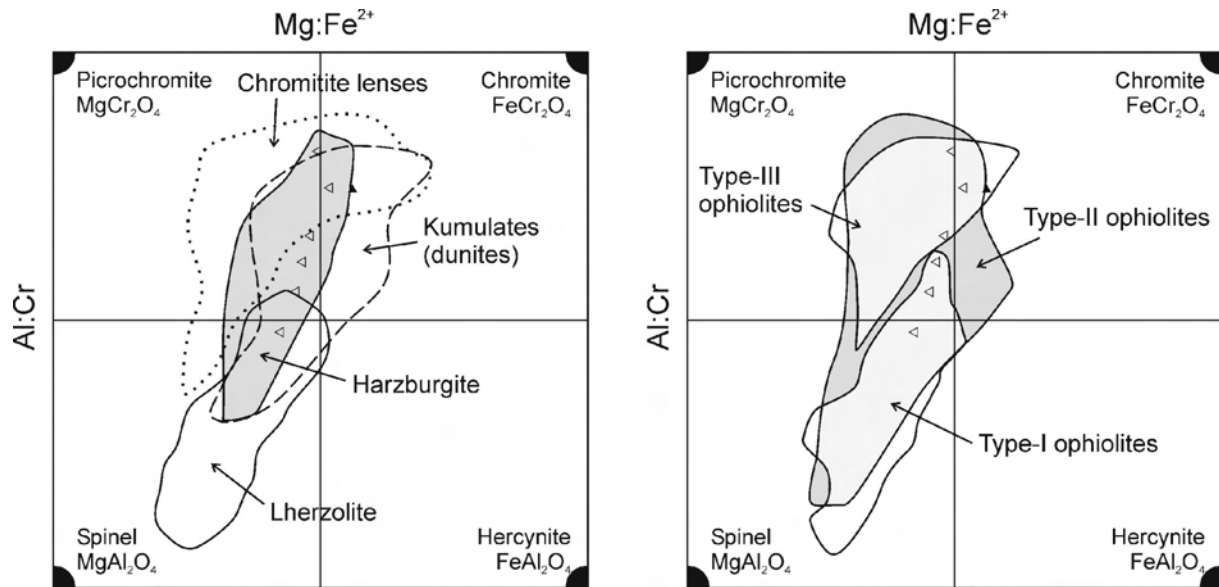 Mg:Fe²⁺
Picrochromite
MgCr₂O₄
Chromite
FeCr₂O₄
Chromitite lenses
Kumulates
(dunites)
Al:Cr
Harzburgite
Lherzolite
Spinel
MgAl₂O₄
Hercynite
FeAl₂O₄
Mg:Fe²⁺
Picrochromite
MgCr₂O₄
Chromite
FeCr₂O₄
Type-III
ophiolites
Type-II ophiolites
Al:Cr
Type-I ophiolites
Spinel
MgAl₂O₄
Hercynite
FeAl₂O₄